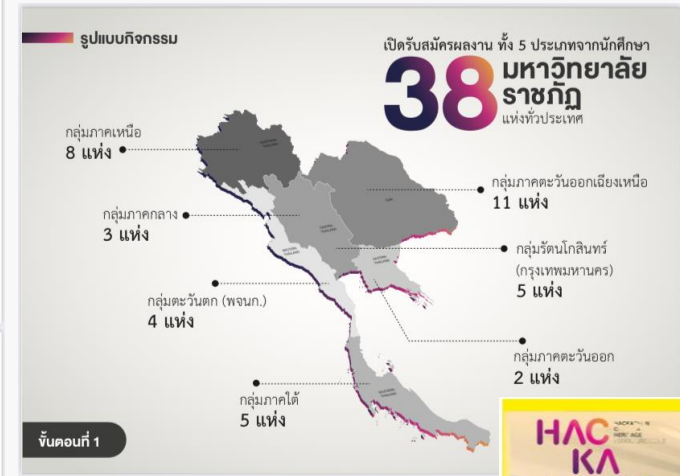 รูปแบบกิจกรรม
เปิดรับสมัครผลงาน ทั้ง 5 ประเภทจากนักศึกษา
38 มหาวิทยาลัย
ราชภัฏ
แห่งทั่วประเทศ
กลุ่มภาคเหนือ
8 แห่ง
กลุ่มภาคตะวันออกเฉียงเหนือ
11 แห่ง
กลุ่มภาคกลาง
3 แห่ง
กลุ่มรัตนโกสินทร์
(กรุงเทพมหานคร)
5 แห่ง
กลุ่มตะวันตก (พจนก.)
4 แห่ง
กลุ่มภาคตะวันออก
2 แห่ง
กลุ่มภาคใต้
5 แห่ง
ขั้นตอนที่ 1
HAC
KA